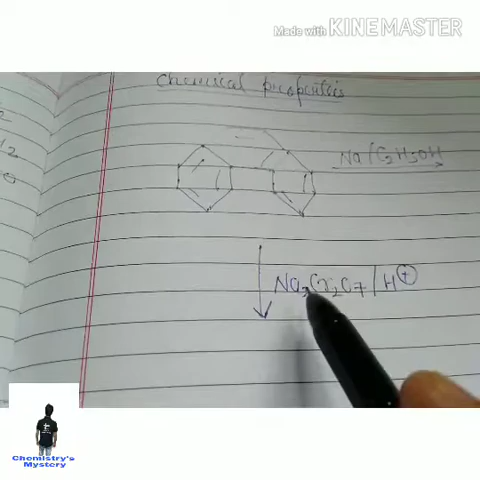 Made with KINEMASTER
Chemical properties
Na/C2H5OH
Na2Cr2O7/H⊕
Chemistry's
Mystery